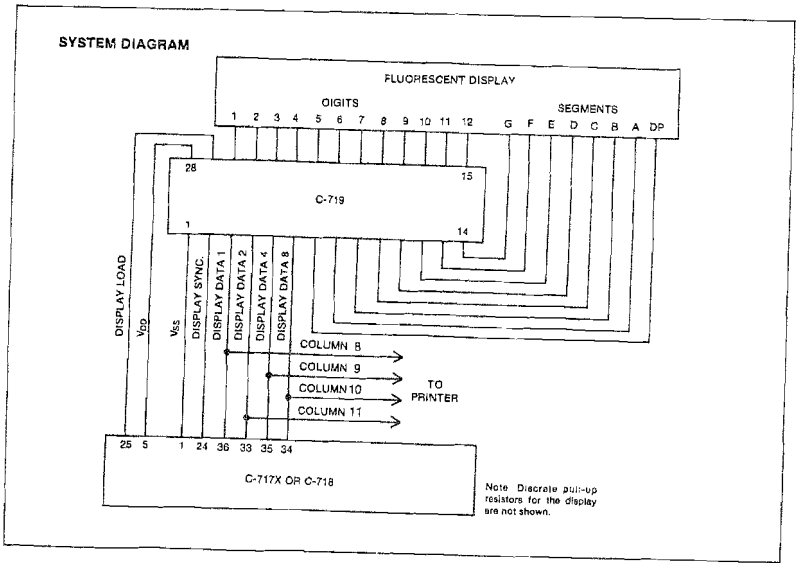 SYSTEM DIAGRAM
FLUORESCENT DISPLAY
DIGITS
SEGMENTS
1 2 3 4 5 6 7 8 9 10 11 12 G F E D C B A DP
28
15
C-719
1
14
DISPLAY LOAD
VDD
VSS
DISPLAY SYNC.
DISPLAY DATA 1
DISPLAY DATA 2
DISPLAY DATA 4
DISPLAY DATA 8
COLUMN 8
COLUMN 9
COLUMN 10
COLUMN 11
TO
PRINTER
25 5 1 24 36 33 35 34
C-717X OR C-718
Note Discrete pull-up
resistors for the display
are not shown.